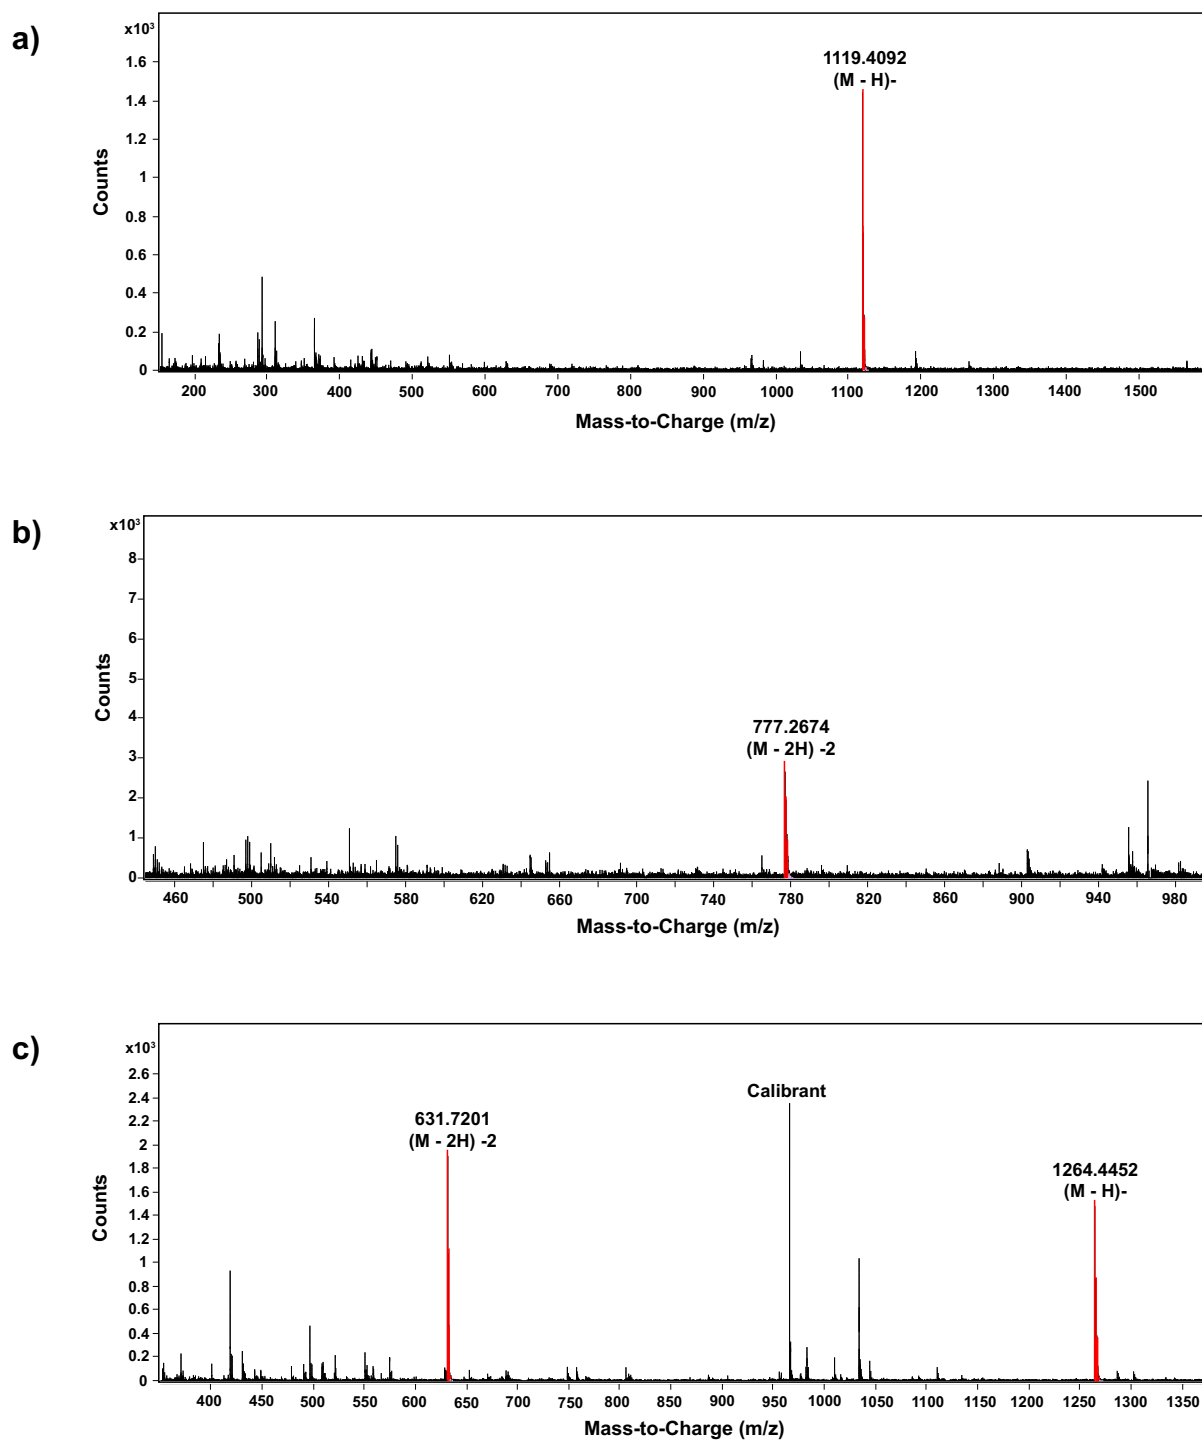 a)
x10³
1119.4092
(M - H)-
1.6
1.4
1.2
1
0.8
0.6
0.4
0.2
0
Counts
200 300 400 500 600 700 800 900 1000 1100 1200 1300 1400 1500
Mass-to-Charge (m/z)
b)
x10³
8
7
6
5
4
3
2
1
0
Counts
777.2674
(M - 2H) -2
460 500 540 580 620 660 700 740 780 820 860 900 940 980
Mass-to-Charge (m/z)
c)
x10³
2.6
2.4
2.2
2
1.8
1.6
1.4
1.2
1
0.8
0.6
0.4
0.2
0
Counts
Calibrant
631.7201
(M - 2H) -2
1264.4452
(M - H)-
400 450 500 550 600 650 700 750 800 850 900 950 1000 1050 1100 1150 1200 1250 1300 1350
Mass-to-Charge (m/z)